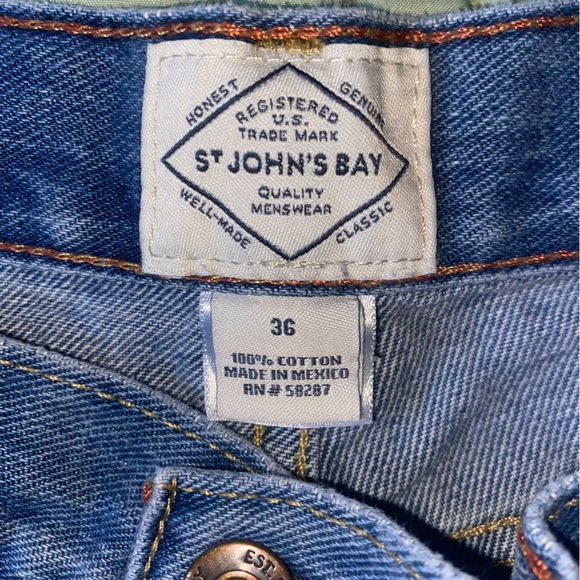 HONEST
GENUINE
REGISTERED
U.S.
TRADE MARK
ST JOHN'S BAY
QUALITY
MENSWEAR
WELL-MADE
CLASSIC
36
100% COTTON
MADE IN MEXICO
RN# 58287
EST.